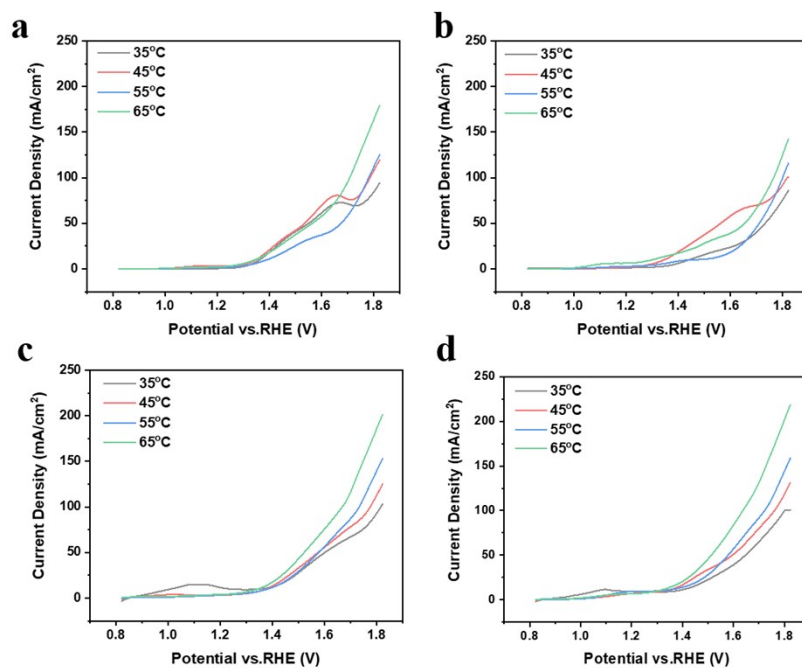 a
250
200
150
100
50
0
Current Density (mA/cm²)
35°C
45°C
55°C
65°C
0.8 1.0 1.2 1.4 1.6 1.8
Potential vs.RHE (V)
b
250
200
150
100
50
0
Current Density (mA/cm²)
35°C
45°C
55°C
65°C
0.8 1.0 1.2 1.4 1.6 1.8
Potential vs.RHE (V)
c
250
200
150
100
50
0
Current Density (mA/cm²)
35°C
45°C
55°C
65°C
0.8 1.0 1.2 1.4 1.6 1.8
Potential vs.RHE (V)
d
250
200
150
100
50
0
Current Density (mA/cm²)
35°C
45°C
55°C
65°C
0.8 1.0 1.2 1.4 1.6 1.8
Potential vs.RHE (V)